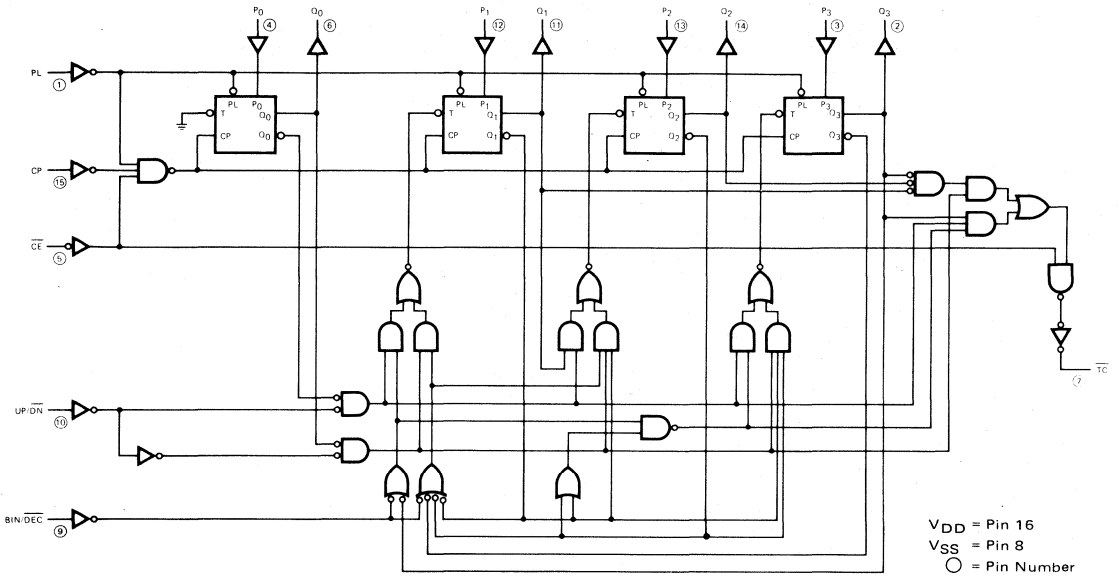 P0 Q0 P1 Q1 P2 Q2 P3 Q3
4 6 12 11 13 14 3 2
PL
1
PL P0 PL P1 PL P2 PL P3
T Q0 T Q1 T Q2 T Q3
CP Q0 CP Q1 CP Q2 CP Q3
CP
15
CE
5
TC
7
UP/DN
10
BIN/DEC
9
VDD = Pin 16
VSS = Pin 8
○ = Pin Number